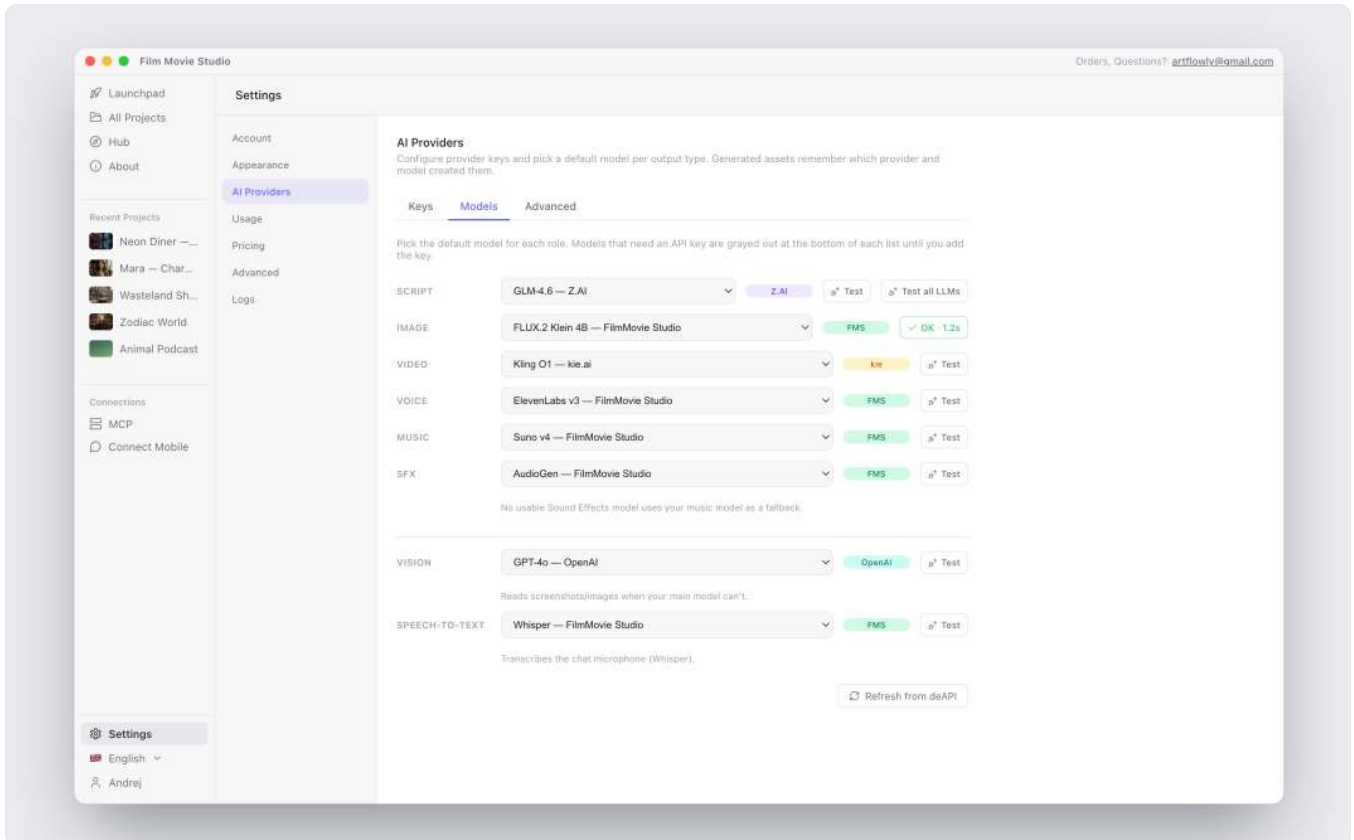 Film Movie Studio
Orders, Questions? artflowly@gmail.com
Launchpad
All Projects
Hub
About
Recent Projects
Neon Diner —...
Mara — Char...
Wasteland Sh...
Zodiac World
Animal Podcast
Connections
MCP
Connect Mobile
Settings
English
Andrej
Settings
Account
Appearance
AI Providers
Usage
Pricing
Advanced
Logs
AI Providers
Configure provider keys and pick a default model per output type. Generated assets remember which provider and
model created them.
Keys Models Advanced
Pick the default model for each role. Models that need an API key are grayed out at the bottom of each list until you add
the key.
SCRIPT GLM-4.6 — Z.AI Z.AI Test Test all LLMs
IMAGE FLUX.2 Klein 4B — FilmMovie Studio FMS ✓ OK · 1.2s
VIDEO Kling O1 — kie.ai kie Test
VOICE ElevenLabs v3 — FilmMovie Studio FMS Test
MUSIC Suno v4 — FilmMovie Studio FMS Test
SFX AudioGen — FilmMovie Studio FMS Test
No usable Sound Effects model uses your music model as a fallback.
VISION GPT-4o — OpenAI OpenAI Test
Reads screenshots/images when your main model can't.
SPEECH-TO-TEXT Whisper — FilmMovie Studio FMS Test
Transcribes the chat microphone (Whisper).
Refresh from deAPI